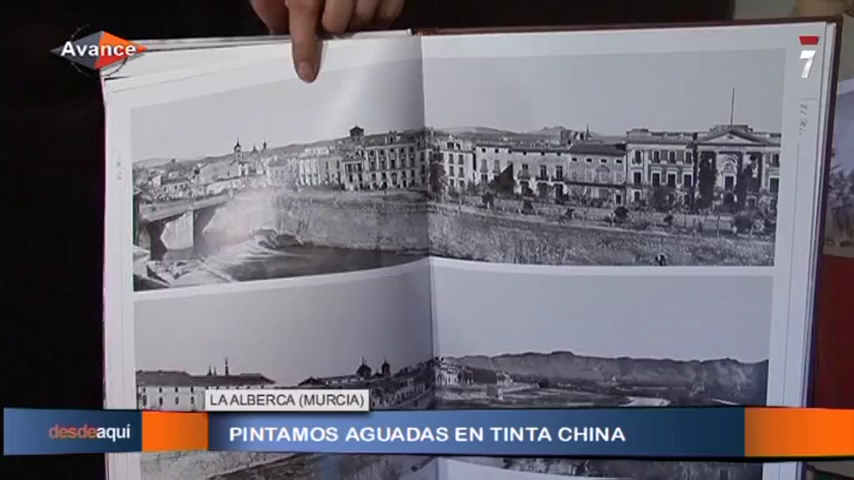 Avance
7
LA ALBERCA (MURCIA)
desdeaquí
PINTAMOS AGUADAS EN TINTA CHINA